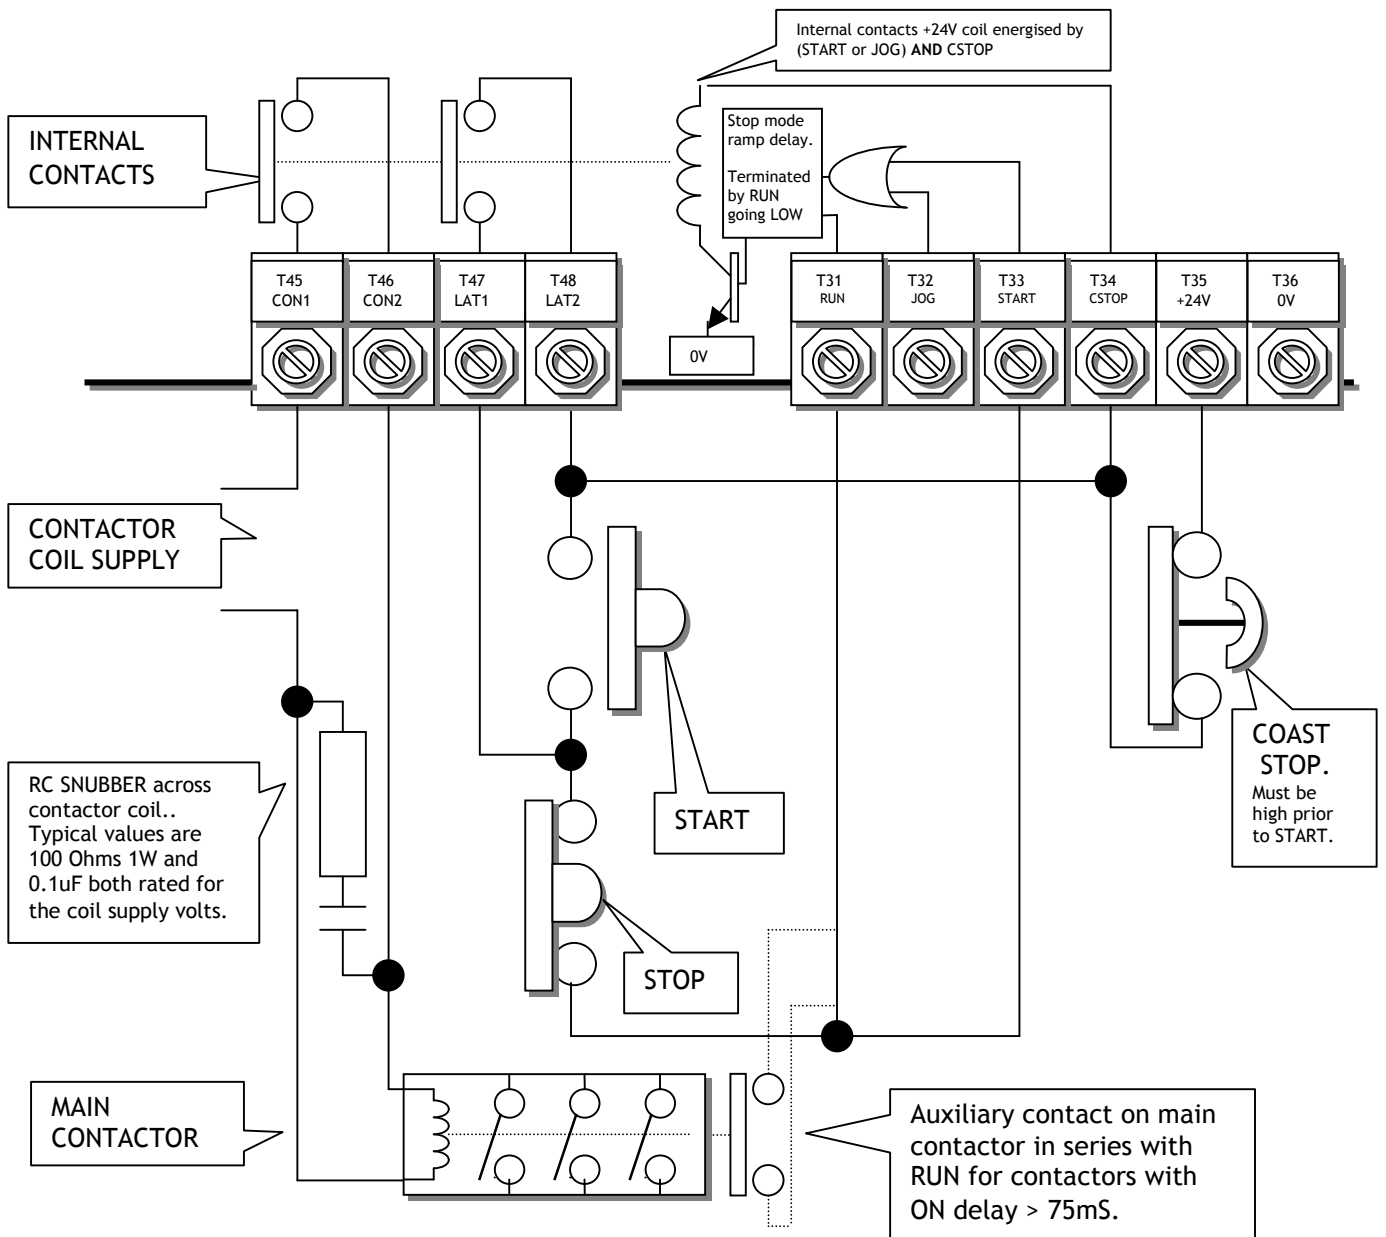 Internal contacts +24V coil energised by
(START or JOG) AND CSTOP
INTERNAL
CONTACTS
Stop mode
ramp delay.
Terminated
by RUN
going LOW
T45
CON1
T46
CON2
T47
LAT1
T48
LAT2
0V
T31
RUN
T32
JOG
T33
START
T34
CSTOP
T35
+24V
T36
0V
CONTACTOR
COIL SUPPLY
RC SNUBBER across
contactor coil..
Typical values are
100 Ohms 1W and
0.1uF both rated for
the coil supply volts.
START
COAST
STOP.
Must be
high prior
to START.
STOP
MAIN
CONTACTOR
Auxiliary contact on main
contactor in series with
RUN for contactors with
ON delay > 75mS.